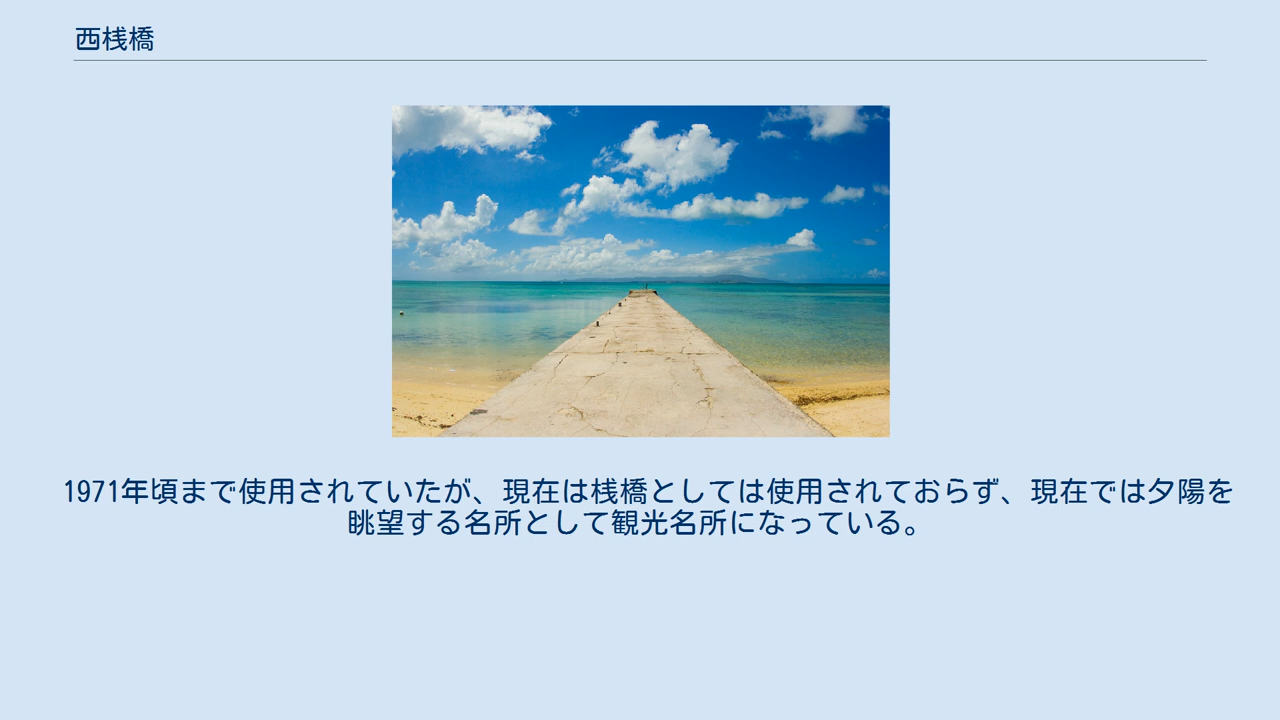 西桟橋
1971年頃まで使用されていたが、現在は桟橋としては使用されておらず、現在では夕陽を
眺望する名所として観光名所になっている。